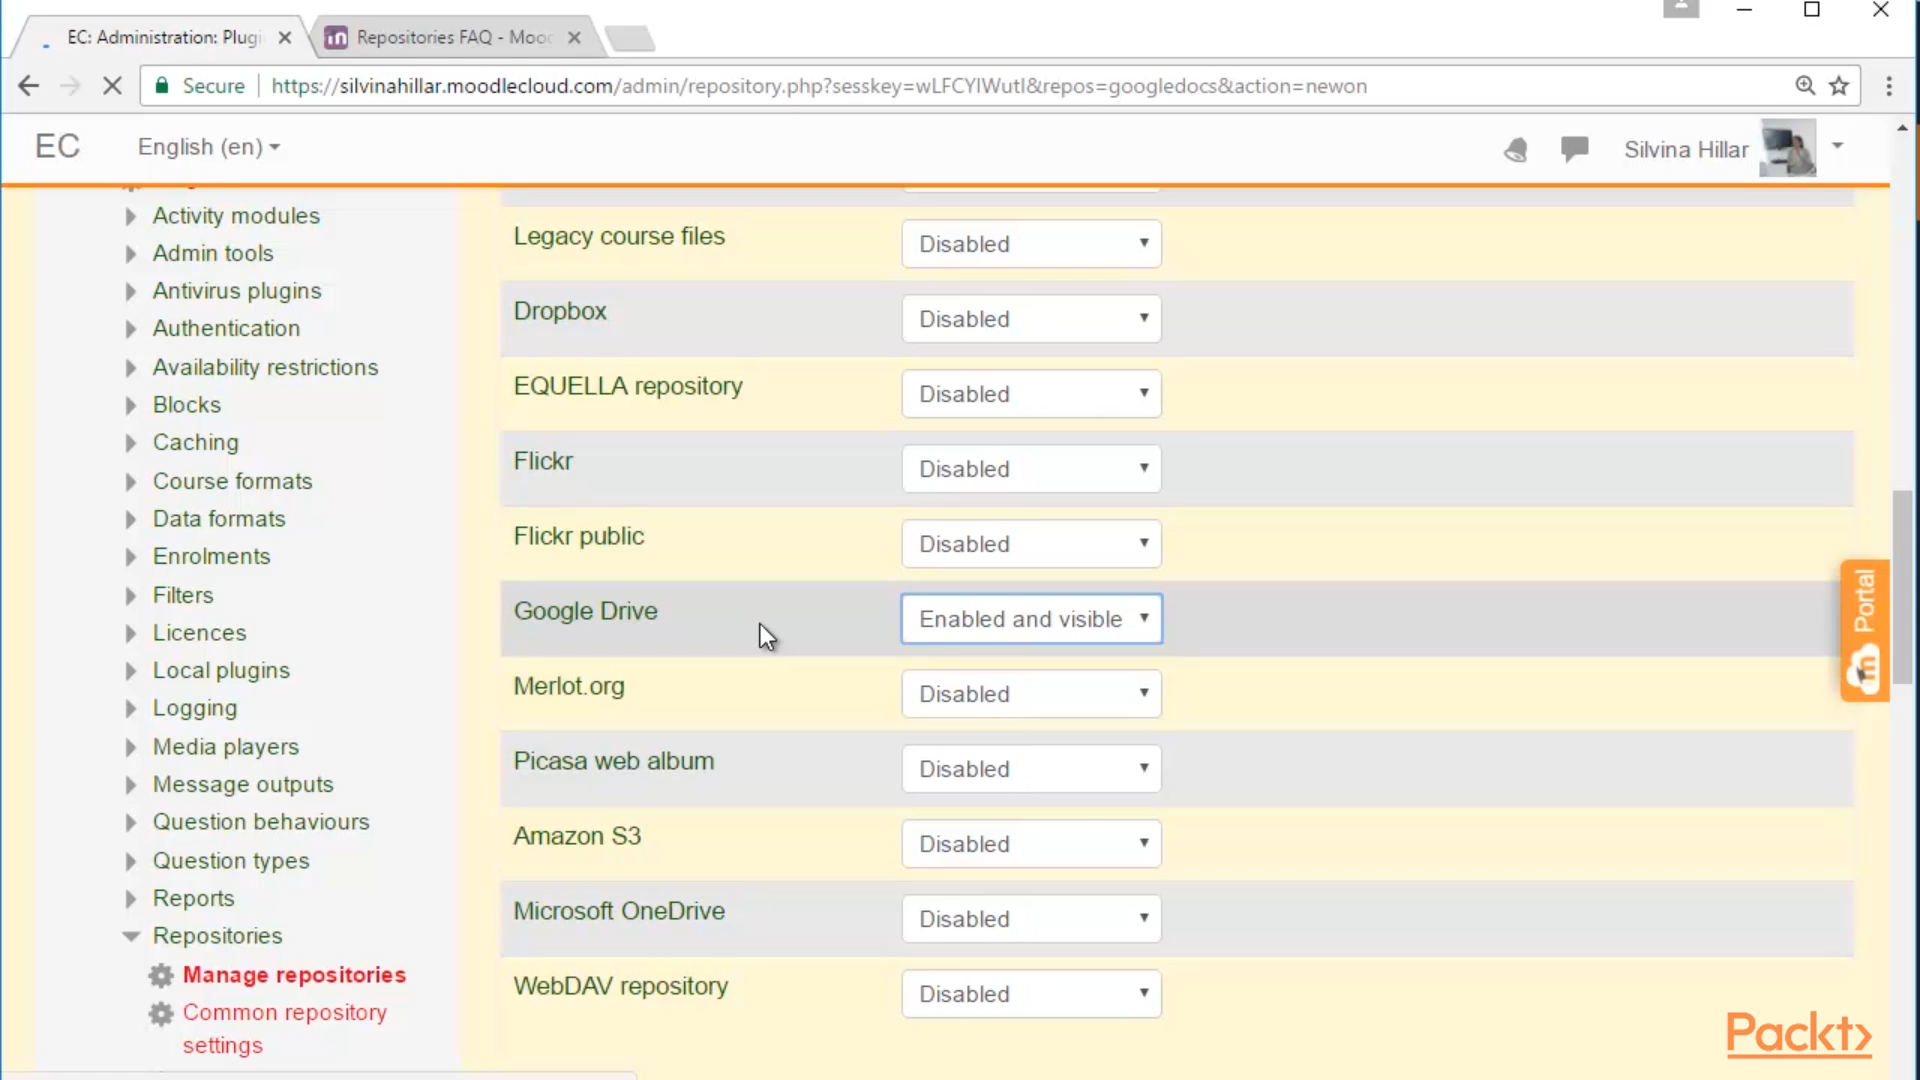 EC: Administration: Plugi
Repositories FAQ - Mooc
Secure
https://silvinahillar.moodlecloud.com/admin/repository.php?sesskey=wLFCYIWutI&repos=googledocs&action=newon
EC
English (en)
Silvina Hillar
Activity modules
Admin tools
Antivirus plugins
Authentication
Availability restrictions
Blocks
Caching
Course formats
Data formats
Enrolments
Filters
Licences
Local plugins
Logging
Media players
Message outputs
Question behaviours
Question types
Reports
Repositories
Manage repositories
Common repository
settings
Legacy course files
Disabled
Dropbox
Disabled
EQUELLA repository
Disabled
Flickr
Disabled
Flickr public
Disabled
Google Drive
Enabled and visible
Merlot.org
Disabled
Picasa web album
Disabled
Amazon S3
Disabled
Microsoft OneDrive
Disabled
WebDAV repository
Disabled
Portal
Packt